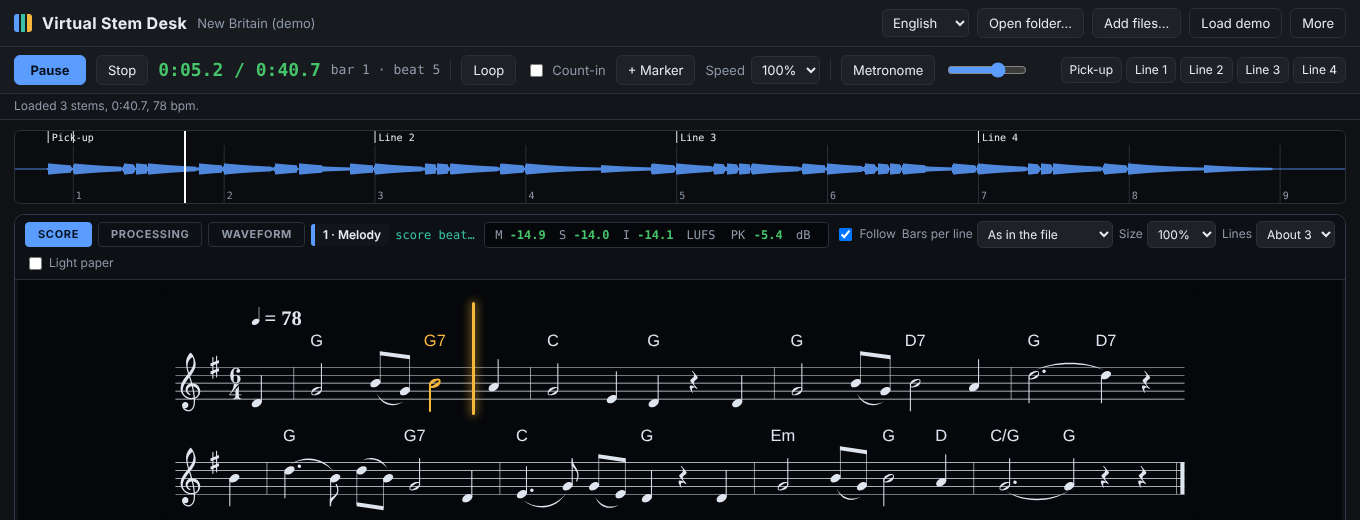 Virtual Stem Desk New Britain (demo) English Open folder... Add files... Load demo More
Pause Stop 0:05.2 / 0:40.7 bar 1 · beat 5 Loop Count-in + Marker Speed 100% Metronome Pick-up Line 1 Line 2 Line 3 Line 4
Loaded 3 stems, 0:40.7, 78 bpm.
Pick-up Line 2 Line 3 Line 4
1 2 3 4 5 6 7 8 9
SCORE PROCESSING WAVEFORM 1 · Melody score beat… M -14.9 S -14.0 I -14.1 LUFS PK -5.4 dB Follow Bars per line As in the file Size 100% Lines About 3
Light paper
= 78
G G7 C G G D7 G D7
6
4
G G7 C G Em G D C/G G